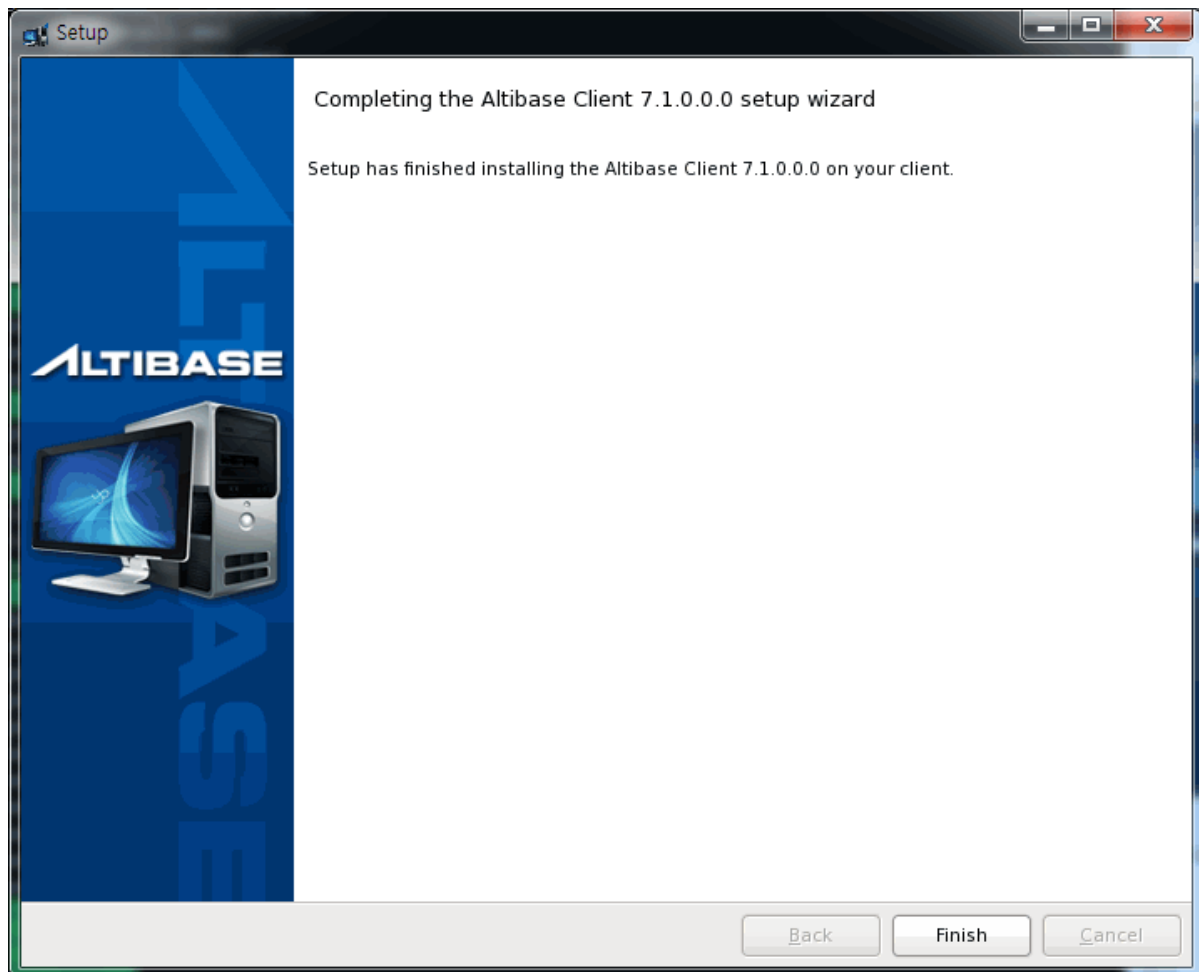 Setup
Completing the Altibase Client 7.1.0.0.0 setup wizard
Setup has finished installing the Altibase Client 7.1.0.0.0 on your client.
ALTIBASE
ALTIBASE
Back
Finish
Cancel